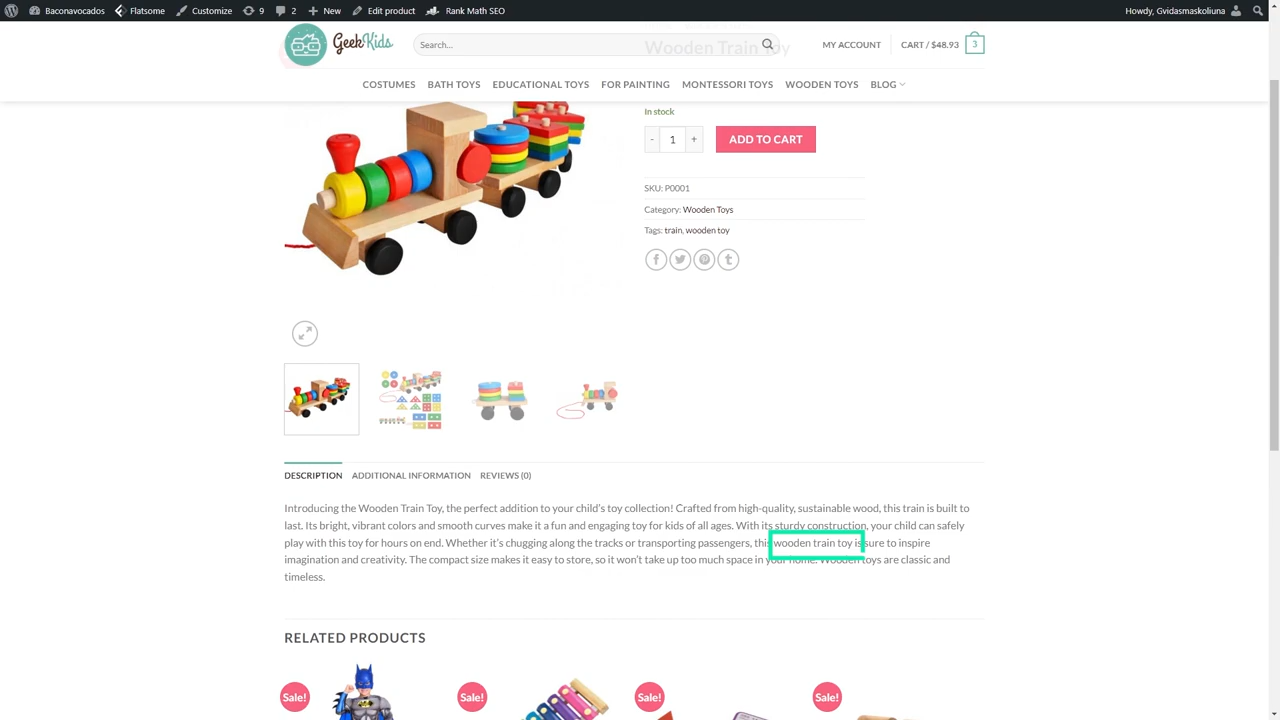 Baconavocados Flatsome Customize 9 2 New Edit product Rank Math SEO Howdy, Gvidasmaskoliuna
GeekKids Search... Wooden Train Toy MY ACCOUNT CART / $48.93 3
COSTUMES BATH TOYS EDUCATIONAL TOYS FOR PAINTING MONTESSORI TOYS WOODEN TOYS BLOG
In stock
- 1 + ADD TO CART
SKU: P0001
Category: Wooden Toys
Tags: train, wooden toy
DESCRIPTION ADDITIONAL INFORMATION REVIEWS (0)
Introducing the Wooden Train Toy, the perfect addition to your child's toy collection! Crafted from high-quality, sustainable wood, this train is built to
last. Its bright, vibrant colors and smooth curves make it a fun and engaging toy for kids of all ages. With its sturdy construction, your child can safely
play with this toy for hours on end. Whether it's chugging along the tracks or transporting passengers, this wooden train toy is sure to inspire
imagination and creativity. The compact size makes it easy to store, so it won't take up too much space in your home. Wooden toys are classic and
timeless.
RELATED PRODUCTS
Sale! Sale! Sale! Sale!